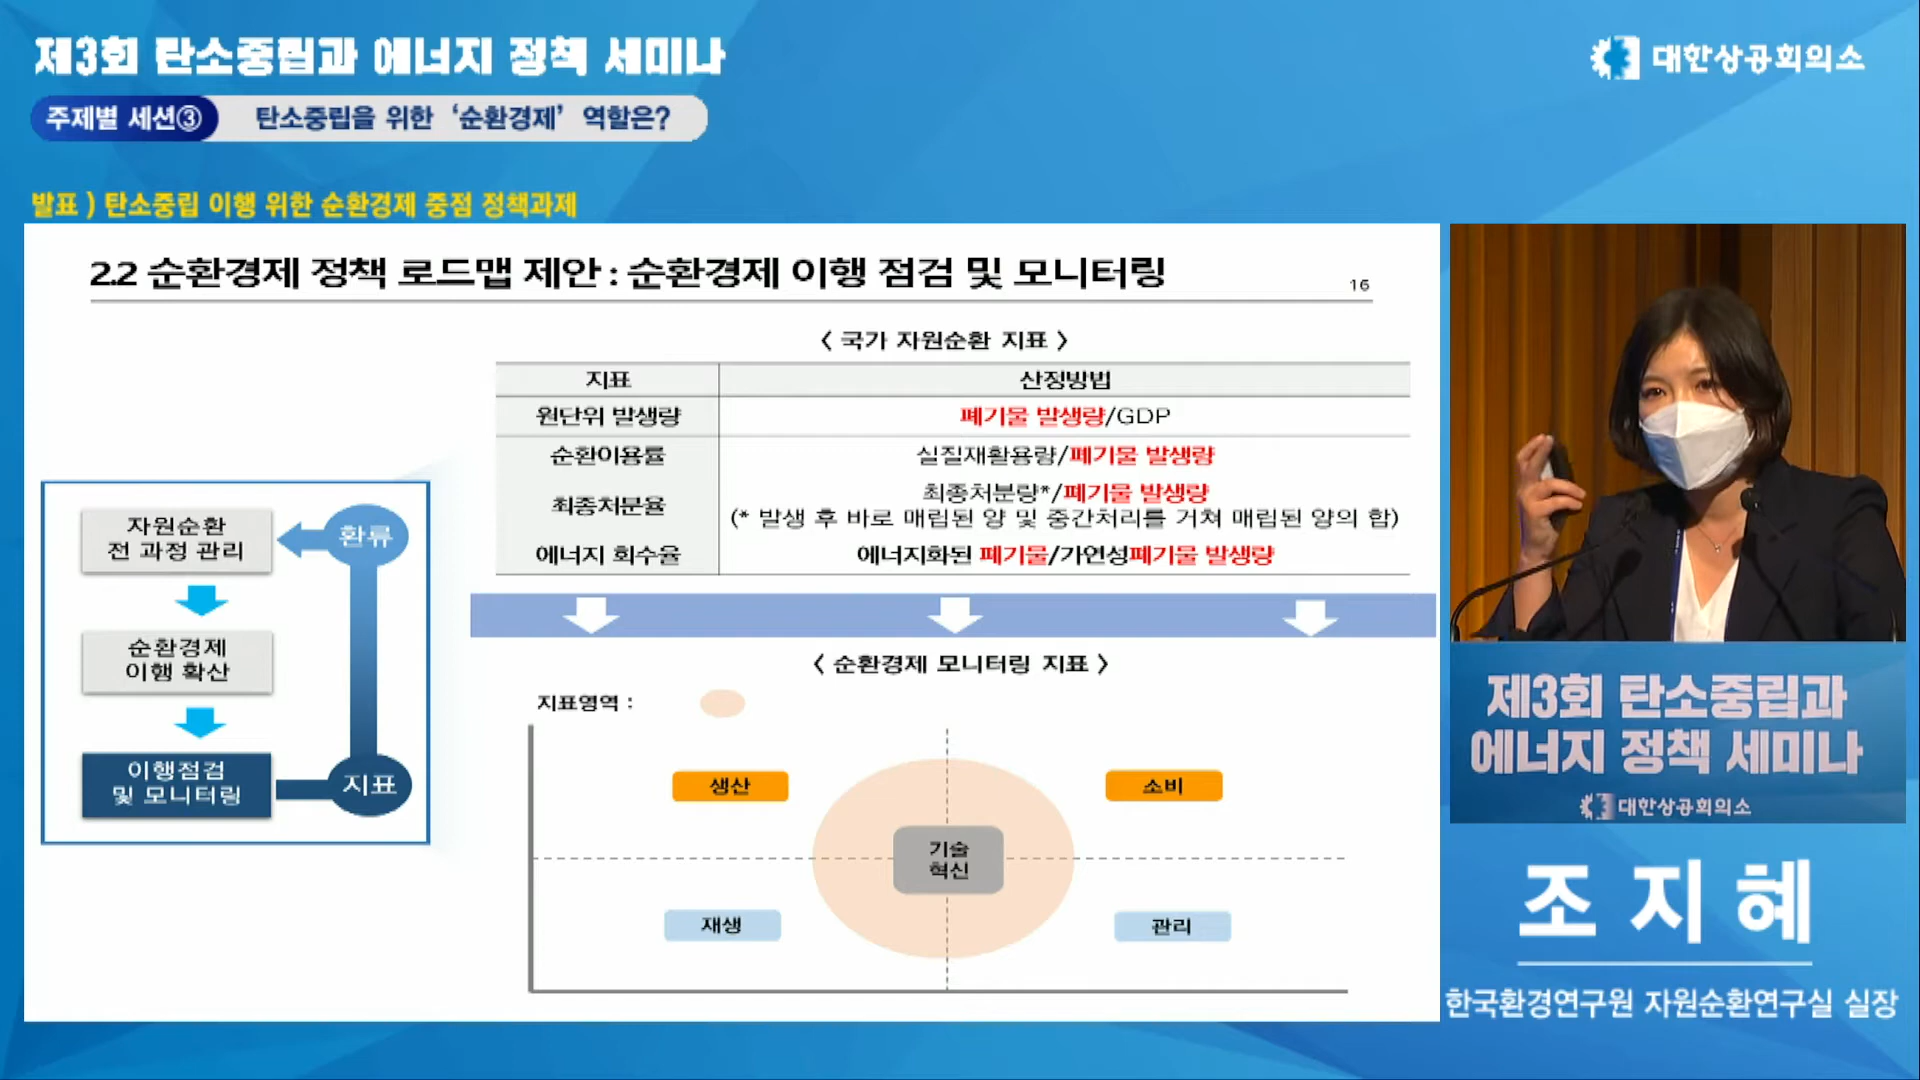 제3회 탄소중립과 에너지 정책 세미나
대한상공회의소
주제별 세션③ 탄소중립을 위한 ‘순환경제’ 역할은?
발표 ) 탄소중립 이행 위한 순환경제 중점 정책과제
2.2 순환경제 정책 로드맵 제안 : 순환경제 이행 점검 및 모니터링
16
〈 국가 자원순환 지표 〉
지표 산정방법
원단위 발생량 폐기물 발생량/GDP
순환이용률 실질재활용량/폐기물 발생량
최종처분율 최종처분량*/폐기물 발생량
(* 발생 후 바로 매립된 양 및 중간처리를 거쳐 매립된 양의 합)
에너지 회수율 에너지화된 폐기물/가연성폐기물 발생량
자원순환
전 과정 관리
환류
순환경제
이행 확산
이행점검
및 모니터링
지표
〈 순환경제 모니터링 지표 〉
지표영역 :
생산
소비
기술
혁신
재생
관리
제3회 탄소중립과
에너지 정책 세미나
대한상공회의소
조지혜
한국환경연구원 자원순환연구실 실장